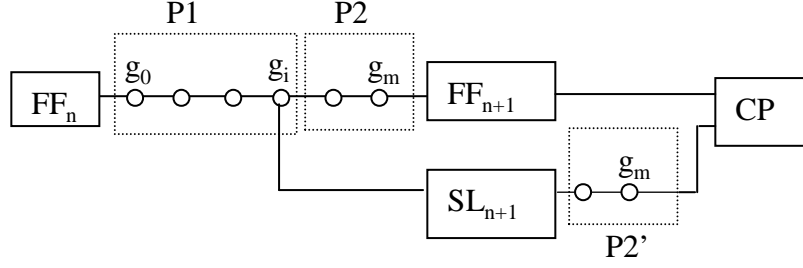 P1 P2
g0 gi gm
FFn FFn+1 CP
gm
SLn+1
P2’